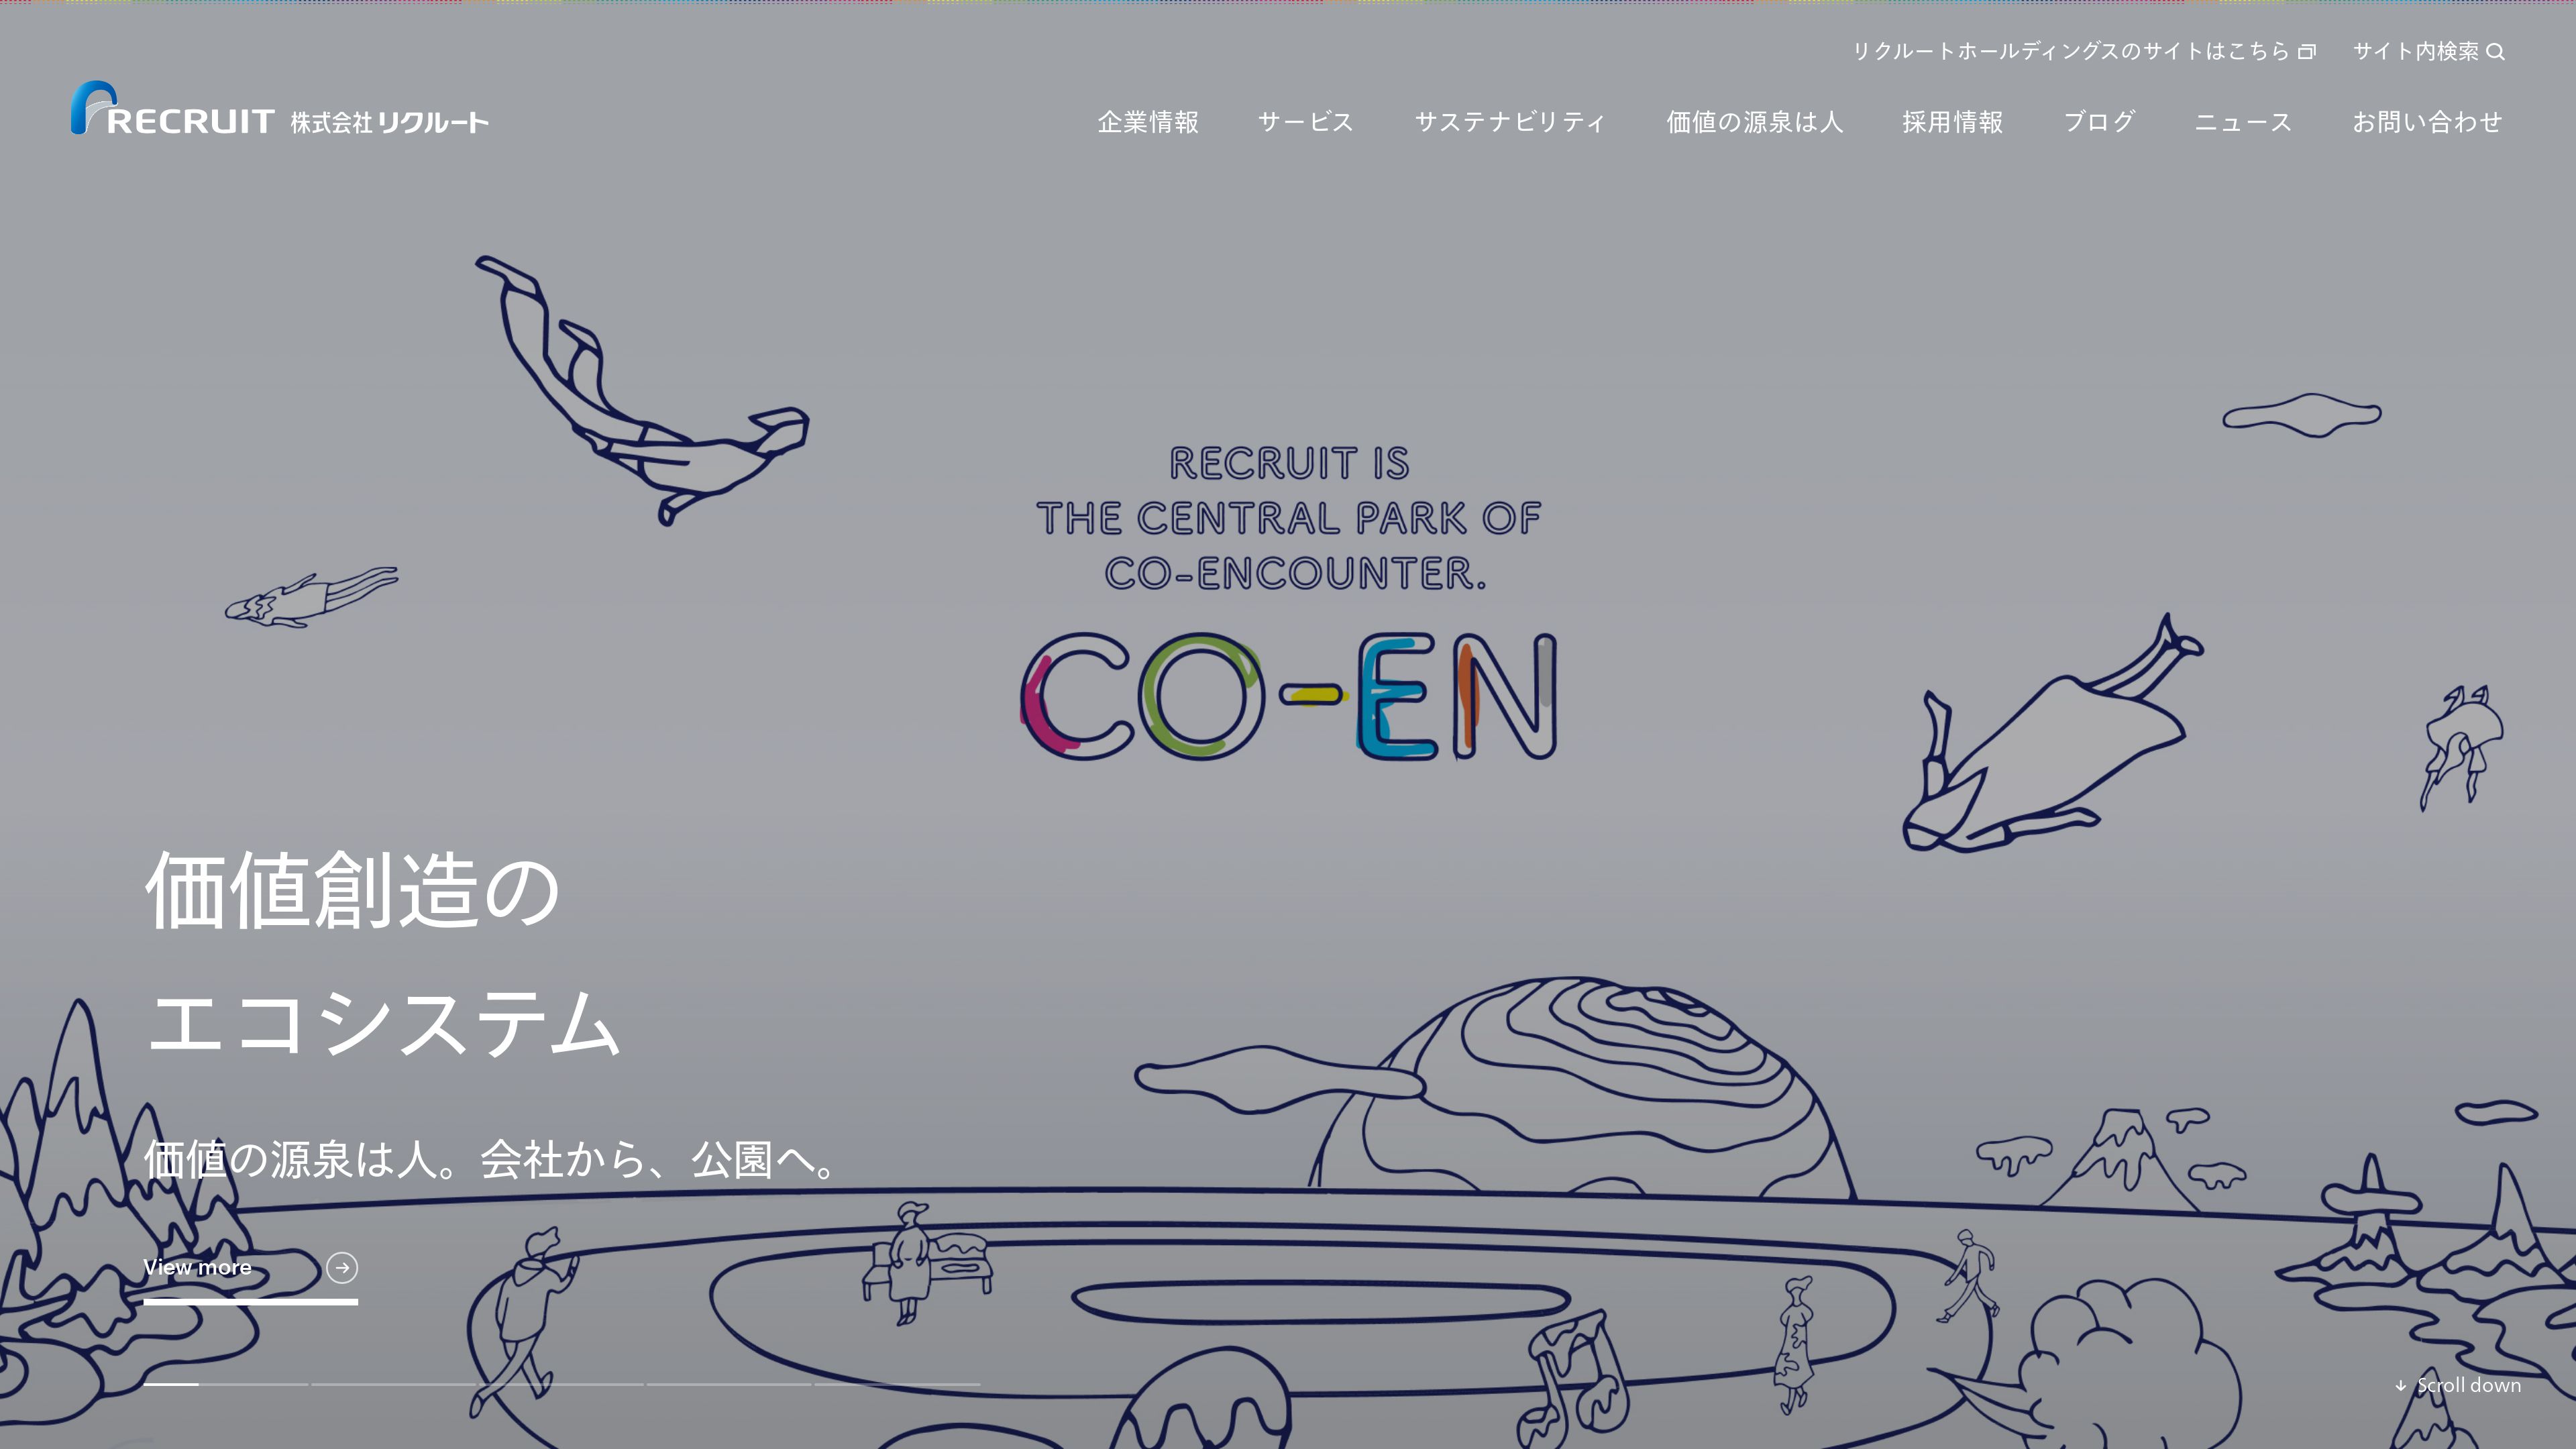 リクルートホールディングスのサイトはこちら サイト内検索
RECRUIT 株式会社リクルート
企業情報 サービス サステナビリティ 価値の源泉は人 採用情報 ブログ ニュース お問い合わせ
RECRUIT IS
THE CENTRAL PARK OF
CO-ENCOUNTER.
CO-EN
価値創造の
エコシステム
価値の源泉は人。会社から、公園へ。
View more
Scroll down